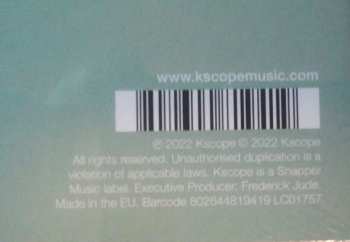 www.kscopemusic.com
℗ 2022 Kscope © 2022 Kscope
All rights reserved. Unauthorised duplication is a
violation of applicable laws. Kscope is a Snapper
Music label. Executive Producer: Frederick Jude.
Made in the EU. Barcode 802644819419 LC01757